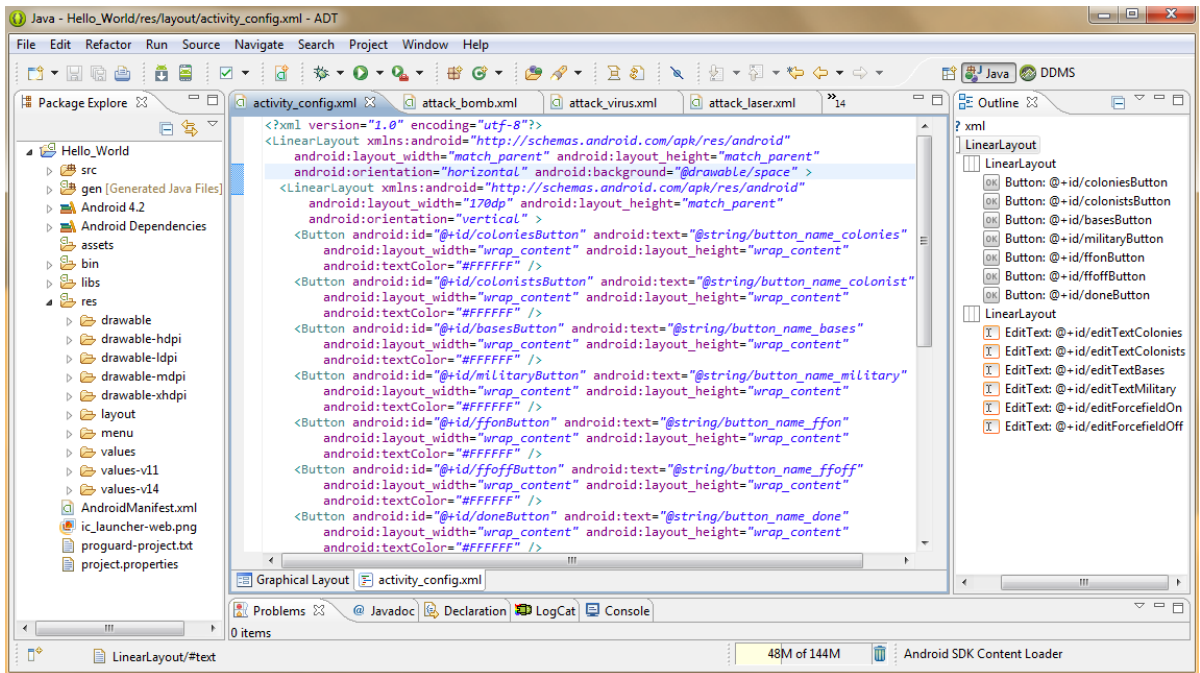 Java - Hello_World/res/layout/activity_config.xml - ADT
File Edit Refactor Run Source Navigate Search Project Window Help
Java DDMS
Package Explore
Hello_World
src
gen [Generated Java Files]
Android 4.2
Android Dependencies
assets
bin
libs
res
drawable
drawable-hdpi
drawable-ldpi
drawable-mdpi
drawable-xhdpi
layout
menu
values
values-v11
values-v14
AndroidManifest.xml
ic_launcher-web.png
proguard-project.txt
project.properties
activity_config.xml attack_bomb.xml attack_virus.xml attack_laser.xml »14
<?xml version="1.0" encoding="utf-8"?>
<LinearLayout xmlns:android="http://schemas.android.com/apk/res/android"
android:layout_width="match_parent" android:layout_height="match_parent"
android:orientation="horizontal" android:background="@drawable/space" >
<LinearLayout xmlns:android="http://schemas.android.com/apk/res/android"
android:layout_width="170dp" android:layout_height="match_parent"
android:orientation="vertical" >
<Button android:id="@+id/coloniesButton" android:text="@string/button_name_colonies"
android:layout_width="wrap_content" android:layout_height="wrap_content"
android:textColor="#FFFFFF" />
<Button android:id="@+id/colonistsButton" android:text="@string/button_name_colonist"
android:layout_width="wrap_content" android:layout_height="wrap_content"
android:textColor="#FFFFFF" />
<Button android:id="@+id/basesButton" android:text="@string/button_name_bases"
android:layout_width="wrap_content" android:layout_height="wrap_content"
android:textColor="#FFFFFF" />
<Button android:id="@+id/militaryButton" android:text="@string/button_name_military"
android:layout_width="wrap_content" android:layout_height="wrap_content"
android:textColor="#FFFFFF" />
<Button android:id="@+id/ffonButton" android:text="@string/button_name_ffon"
android:layout_width="wrap_content" android:layout_height="wrap_content"
android:textColor="#FFFFFF" />
<Button android:id="@+id/ffoffButton" android:text="@string/button_name_ffoff"
android:layout_width="wrap_content" android:layout_height="wrap_content"
android:textColor="#FFFFFF" />
<Button android:id="@+id/doneButton" android:text="@string/button_name_done"
android:layout_width="wrap_content" android:layout_height="wrap_content"
android:textColor="#FFFFFF" />
Graphical Layout activity_config.xml
Outline
? xml
LinearLayout
LinearLayout
OK Button: @+id/coloniesButton
OK Button: @+id/colonistsButton
OK Button: @+id/basesButton
OK Button: @+id/militaryButton
OK Button: @+id/ffonButton
OK Button: @+id/ffoffButton
OK Button: @+id/doneButton
LinearLayout
EditText: @+id/editTextColonies
EditText: @+id/editTextColonists
EditText: @+id/editTextBases
EditText: @+id/editTextMilitary
EditText: @+id/editForcefieldOn
EditText: @+id/editForcefieldOff
Problems @ Javadoc Declaration LogCat Console
0 items
LinearLayout/#text 48M of 144M Android SDK Content Loader